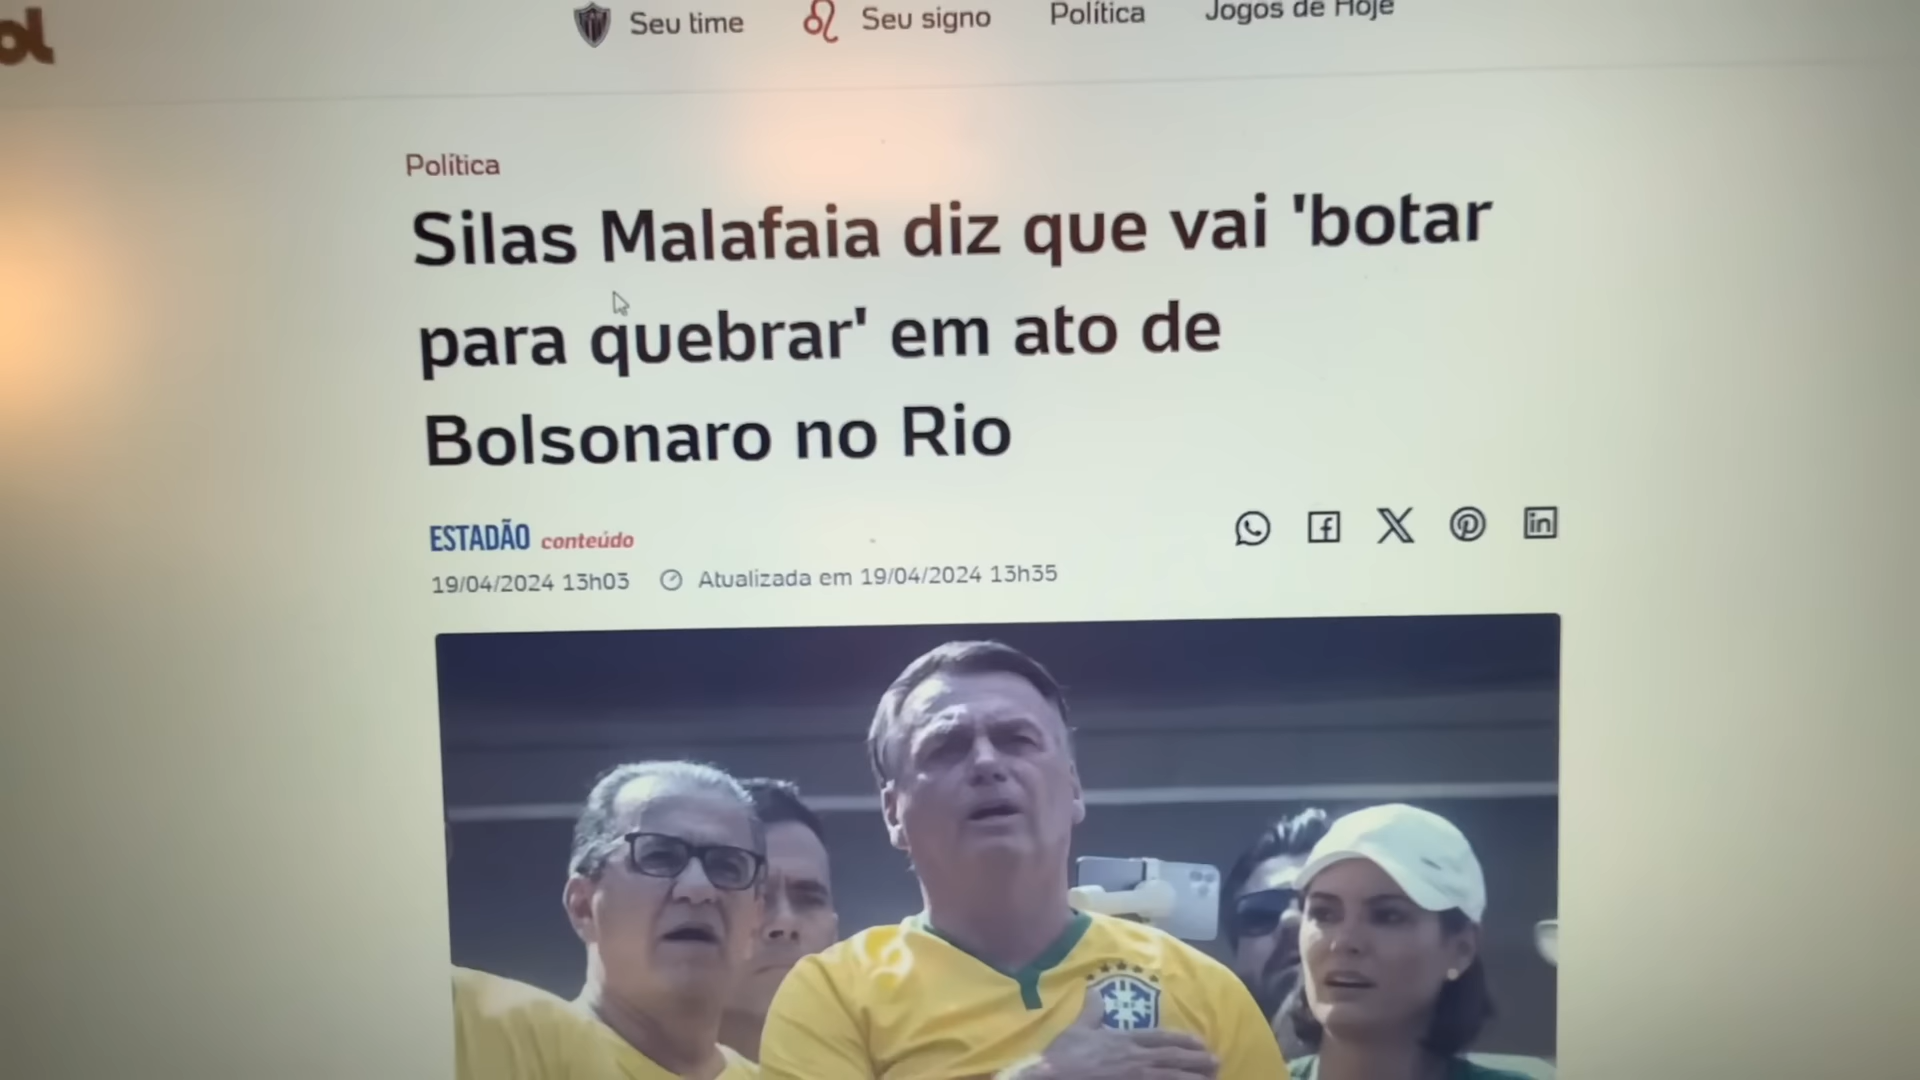 ol
Seu time
Seu signo
Política
Jogos de Hoje
Política
Silas Malafaia diz que vai 'botar
para quebrar' em ato de
Bolsonaro no Rio
ESTADÃO conteúdo
19/04/2024 13h03
Atualizada em 19/04/2024 13h35